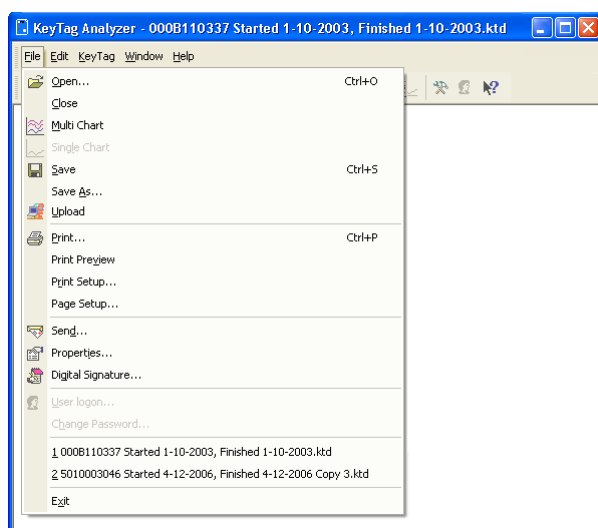 KeyTag Analyzer - 000B110337 Started 1-10-2003, Finished 1-10-2003.ktd
File Edit KeyTag Window Help
Open... Ctrl+O
Close
Multi Chart
Single Chart
Save Ctrl+S
Save As...
Upload
Print... Ctrl+P
Print Preview
Print Setup...
Page Setup...
Send...
Properties...
Digital Signature...
User logon...
Change Password...
1 000B110337 Started 1-10-2003, Finished 1-10-2003.ktd
2 5010003046 Started 4-12-2006, Finished 4-12-2006 Copy 3.ktd
Exit